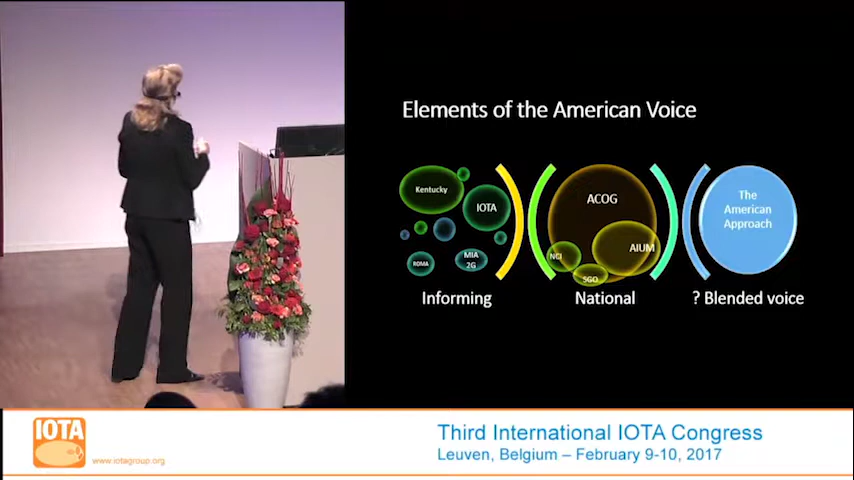 Elements of the American Voice
Kentucky
IOTA
ROMA
MIA
2G
Informing
ACOG
AIUM
NCI
SGO
National
The
American
Approach
? Blended voice
IOTA
www.iotagroup.org
Third International IOTA Congress
Leuven, Belgium – February 9-10, 2017